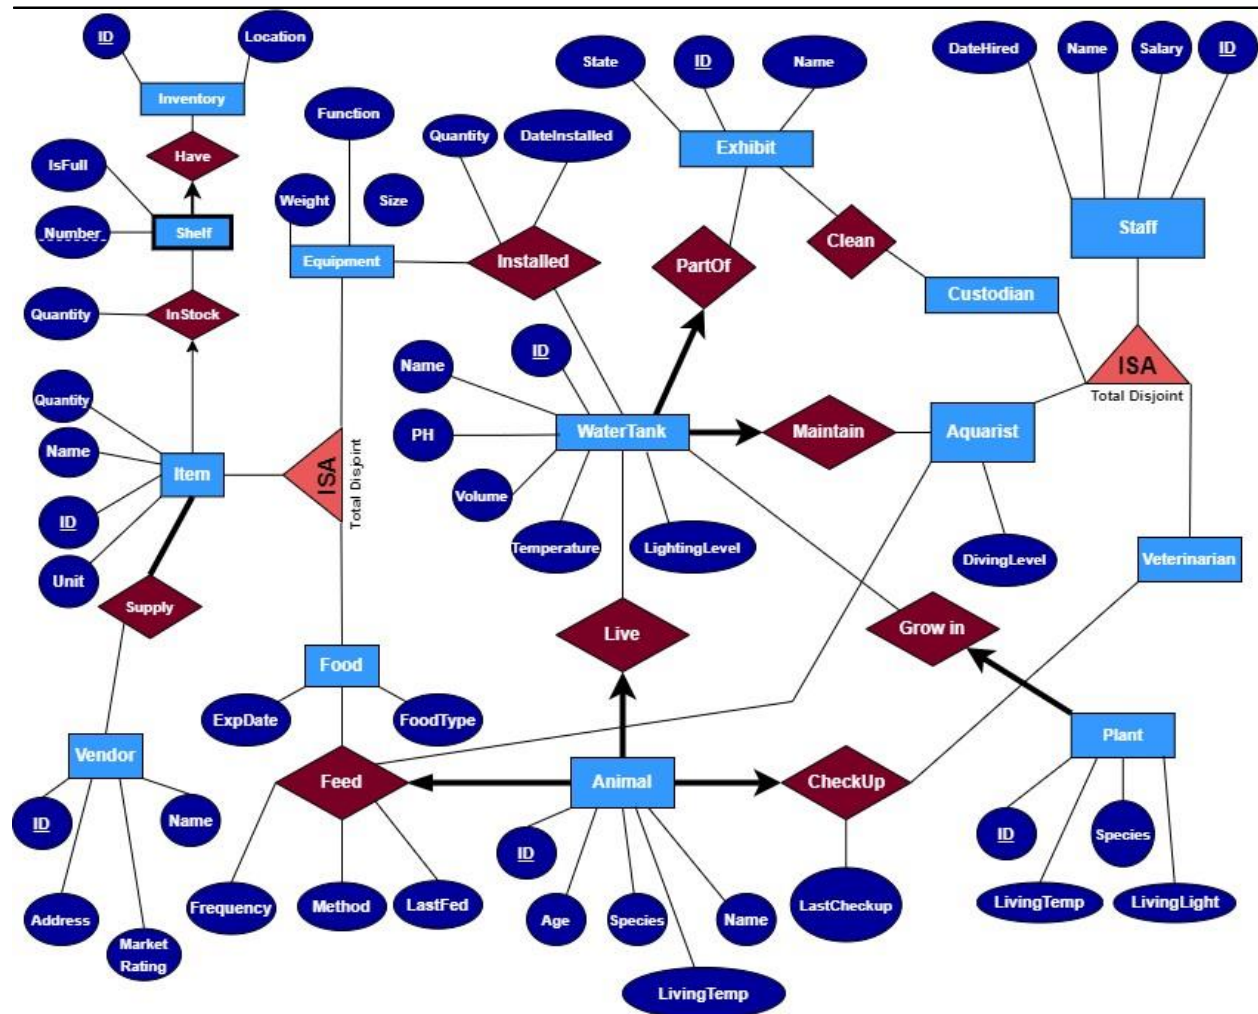 ID
Location
Inventory
Have
IsFull
Number
Shelf
Quantity
InStock
Quantity
Name
Item
ID
Unit
Supply
Vendor
ID
Name
Address
Market
Rating
Function
Weight
Size
Equipment
Quantity
DateInstalled
Installed
ISA
Total Disjoint
Food
ExpDate
FoodType
Feed
Frequency
Method
LastFed
State
ID
Name
Exhibit
PartOf
Clean
Custodian
DateHired
Name
Salary
ID
Staff
ISA
Total Disjoint
ID
Name
PH
WaterTank
Volume
Temperature
LightingLevel
Maintain
Aquarist
DivingLevel
Veterinarian
Live
Grow in
Animal
ID
Age
Species
Name
LivingTemp
CheckUp
LastCheckup
Plant
ID
Species
LivingTemp
LivingLight